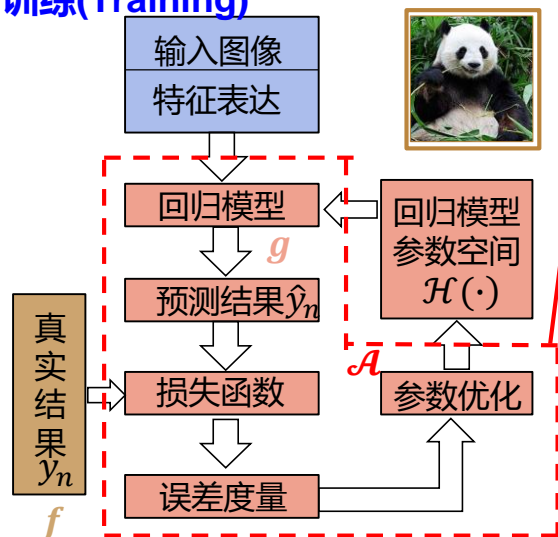 训练(Training)
输入图像
特征表达
回归模型
g
预测结果ŷₙ
损失函数
误差度量
真实结果
yₙ
f
回归模型
参数空间
ℋ(·)
𝒜
参数优化